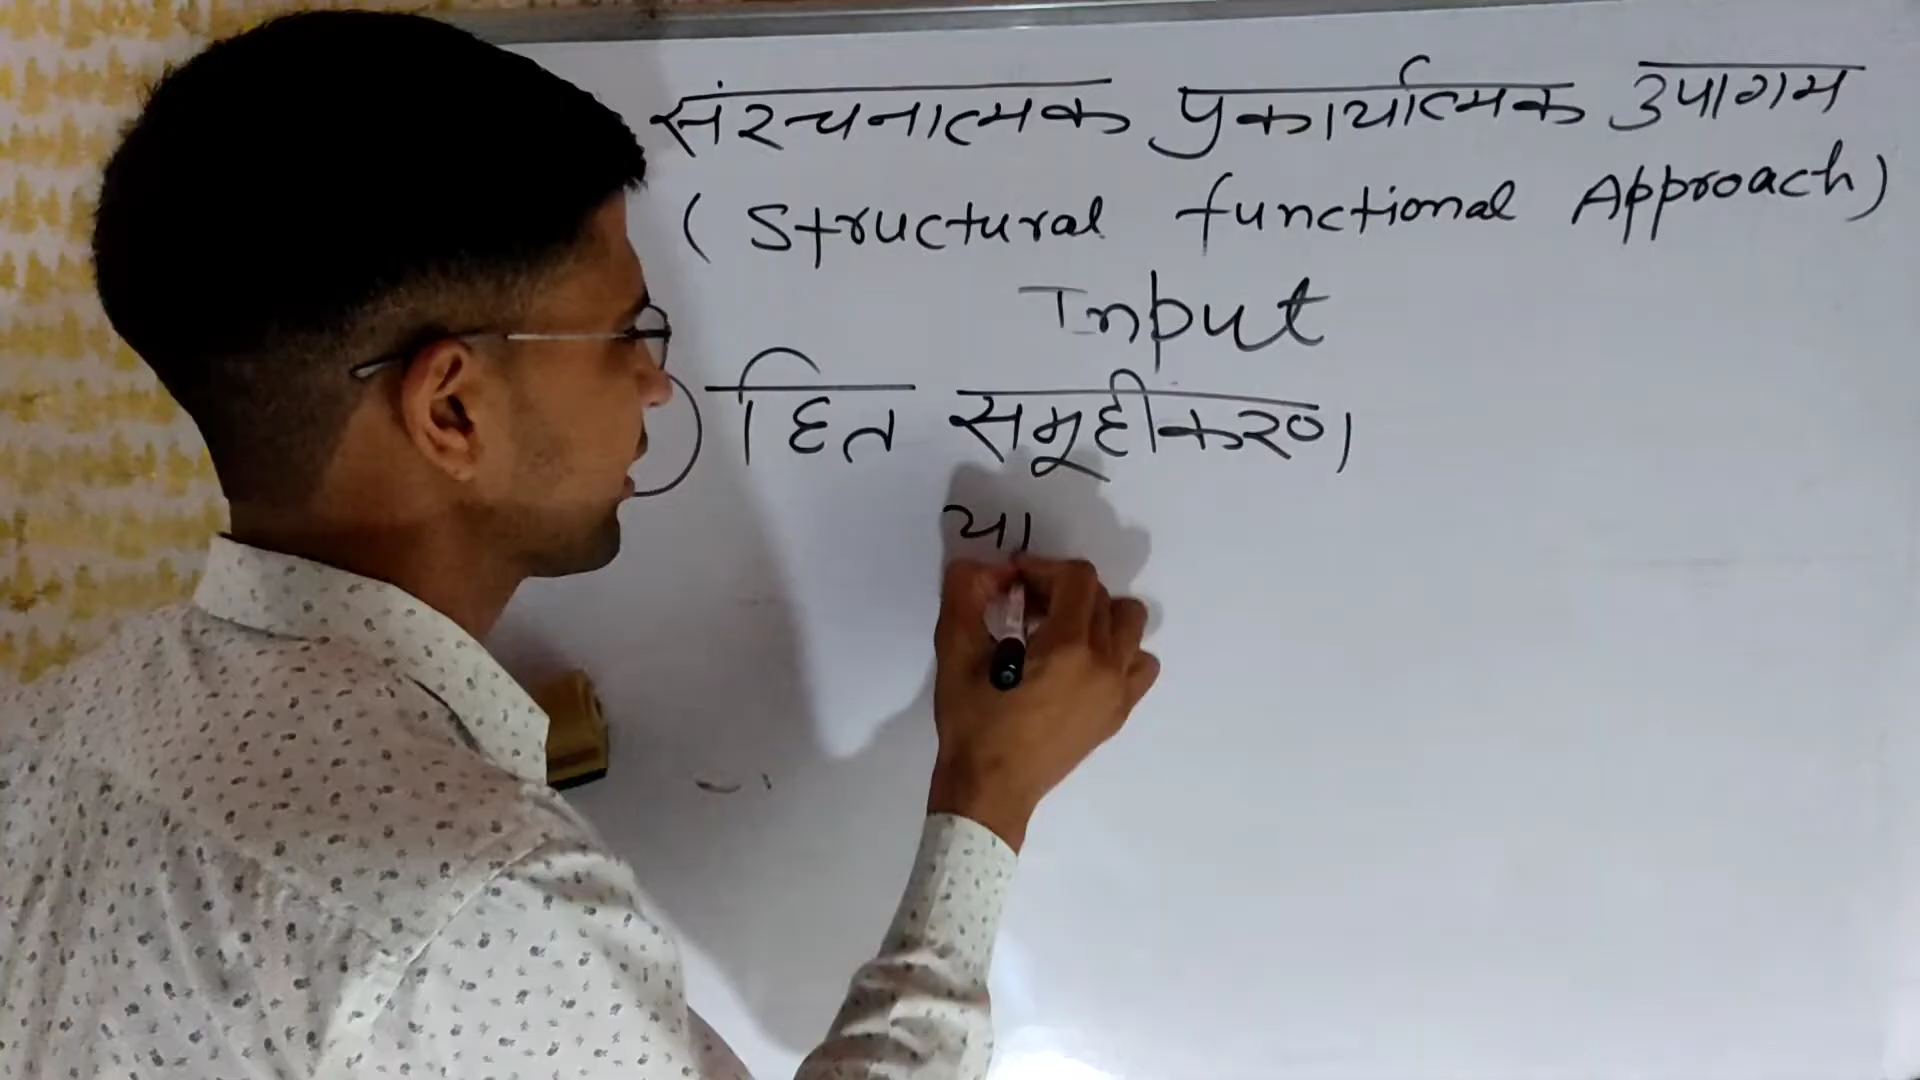 संरचनात्मक प्रकार्यात्मक उपागम
(Structural functional Approach)
Input
हित समूहीकरण
या